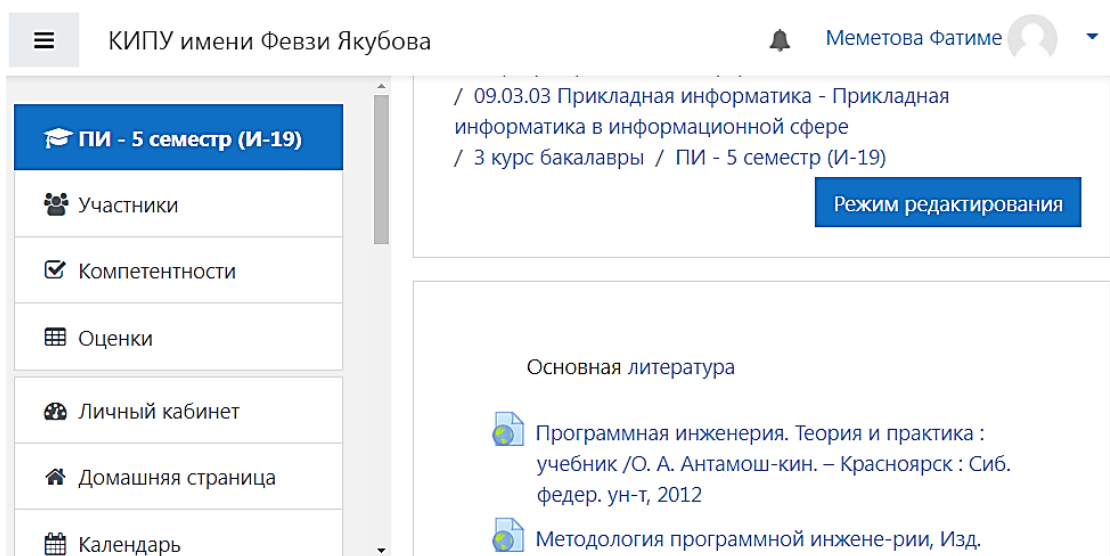 КИПУ имени Февзи Якубова
Меметова Фатиме
ПИ - 5 семестр (И-19)
Участники
Компетентности
Оценки
Личный кабинет
Домашняя страница
Календарь
/ 09.03.03 Прикладная информатика - Прикладная
информатика в информационной сфере
/ 3 курс бакалавры / ПИ - 5 семестр (И-19)
Режим редактирования
Основная литература
Программная инженерия. Теория и практика :
учебник /О. А. Антамош-кин. – Красноярск : Сиб.
федер. ун-т, 2012
Методология программной инжене-рии, Изд.